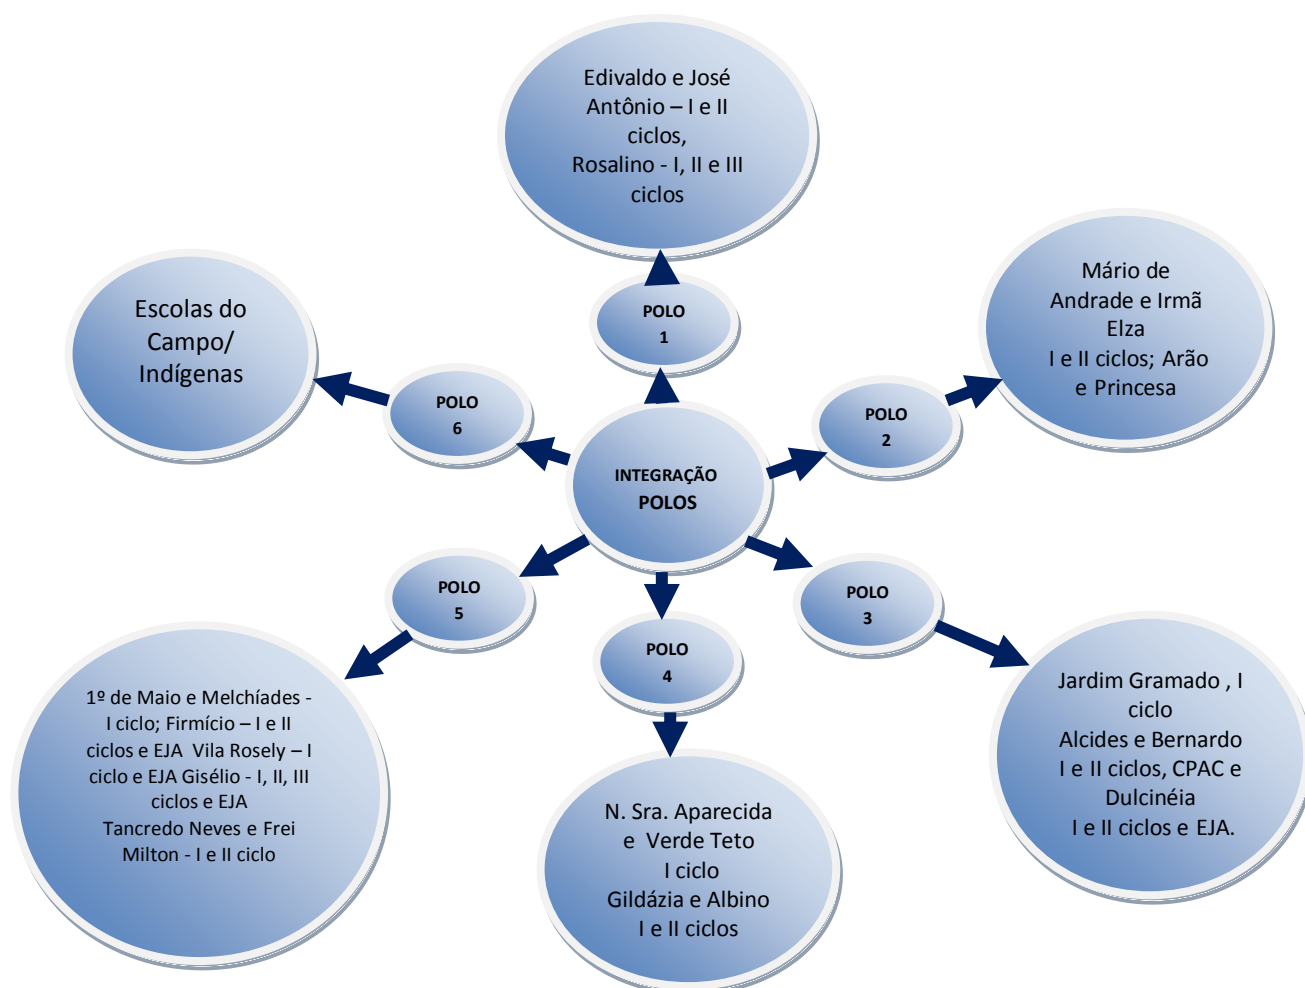 Edivaldo e José
Antônio – I e II
ciclos,
Rosalino - I, II e III
ciclos
Mário de
Andrade e Irmã
Elza
I e II ciclos; Arão
e Princesa
Escolas do
Campo/
Indígenas
POLO
1
POLO
2
POLO
6
INTEGRAÇÃO
POLOS
POLO
5
POLO
3
POLO
4
1º de Maio e Melchíades -
I ciclo; Firmício – I e II
ciclos e EJA Vila Rosely – I
ciclo e EJA Gisélio - I, II, III
ciclos e EJA
Tancredo Neves e Frei
Milton - I e II ciclo
N. Sra. Aparecida
e Verde Teto
I ciclo
Gildázia e Albino
I e II ciclos
Jardim Gramado , I
ciclo
Alcides e Bernardo
I e II ciclos, CPAC e
Dulcinéia
I e II ciclos e EJA.